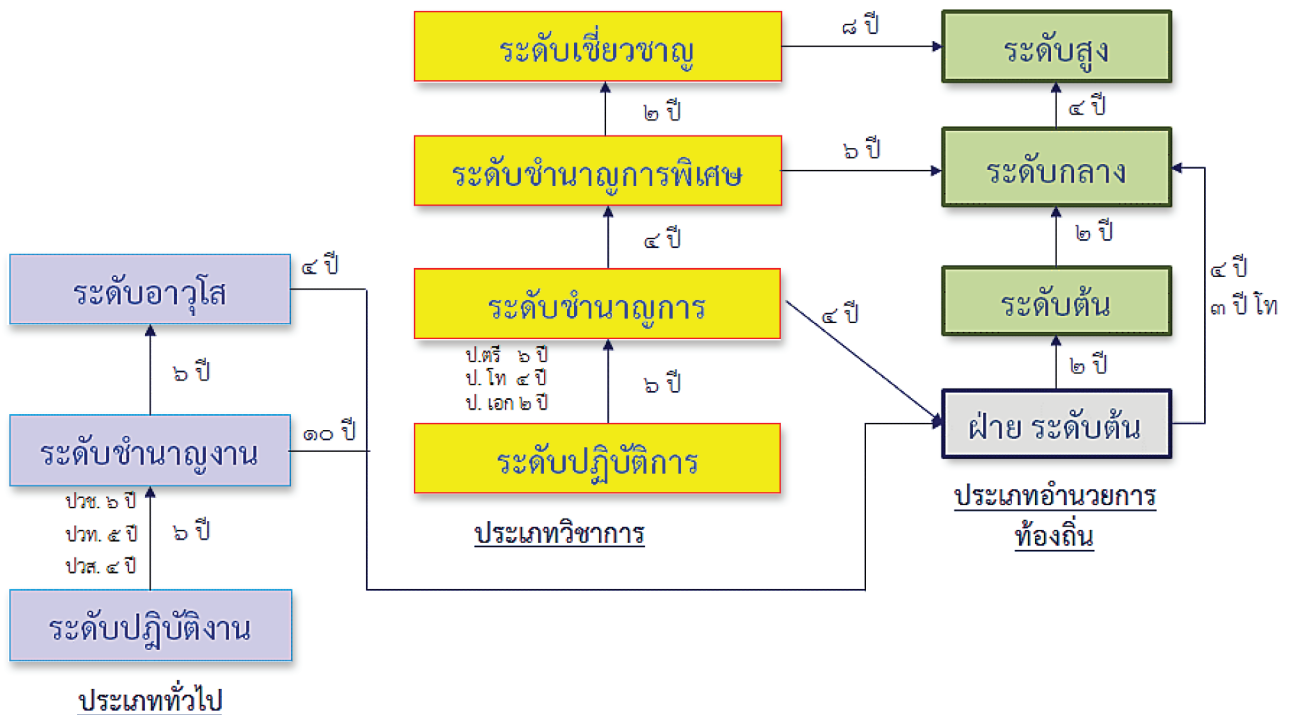 ระดับเชี่ยวชาญ
๘ ปี
ระดับสูง
๒ ปี
๔ ปี
ระดับชำนาญการพิเศษ
๖ ปี
ระดับกลาง
๔ ปี
๒ ปี
ระดับอาวุโส
๔ ปี
ระดับชำนาญการ
๔ ปี
ระดับต้น
๔ ปี
๓ ปี โท
๖ ปี
ป.ตรี ๖ ปี
ป. โท ๔ ปี
ป. เอก ๒ ปี
๖ ปี
๒ ปี
ระดับชำนาญงาน
๑๐ ปี
ระดับปฏิบัติการ
ฝ่าย ระดับต้น
ปวช. ๖ ปี
ปวท. ๕ ปี
ปวส. ๔ ปี
๖ ปี
ประเภทวิชาการ
ประเภทอำนวยการ
ท้องถิ่น
ระดับปฏิบัติงาน
ประเภททั่วไป